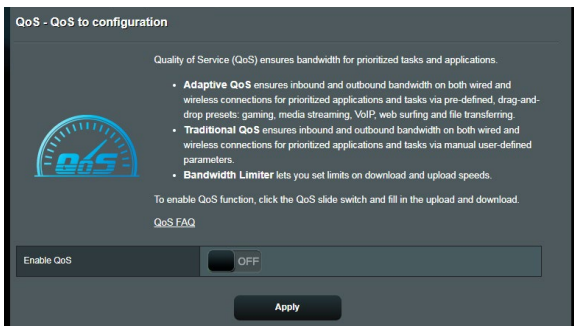 QoS - QoS to configuration
Quality of Service (QoS) ensures bandwidth for prioritized tasks and applications.
• Adaptive QoS ensures inbound and outbound bandwidth on both wired and
wireless connections for prioritized applications and tasks via pre-defined, drag-and-
drop presets: gaming, media streaming, VoIP, web surfing and file transferring.
• Traditional QoS ensures inbound and outbound bandwidth on both wired and
wireless connections for prioritized applications and tasks via manual user-defined
parameters.
• Bandwidth Limiter lets you set limits on download and upload speeds.
QoS
To enable QoS function, click the QoS slide switch and fill in the upload and download.
QoS FAQ
Enable QoS
OFF
Apply